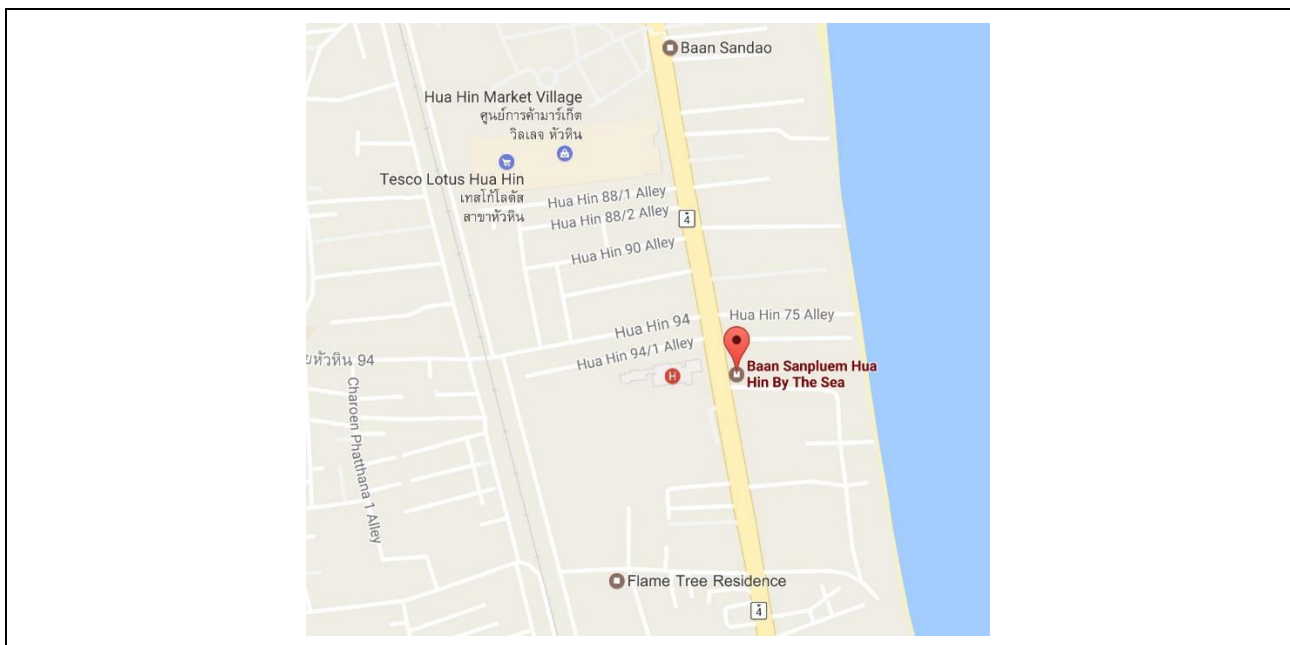 Baan Sandao
Hua Hin Market Village
ศูนย์การค้ามาร์เก็ต
วิลเลจ หัวหิน
Tesco Lotus Hua Hin
เทสโก้โลตัส
สาขาหัวหิน
Hua Hin 88/1 Alley
Hua Hin 88/2 Alley
4
Hua Hin 90 Alley
Hua Hin 75 Alley
Hua Hin 94
Hua Hin 94/1 Alley
ยหัวหิน 94
H
Baan Sanpluem Hua
Hin By The Sea
Charoen Phatthana 1 Alley
Flame Tree Residence
4